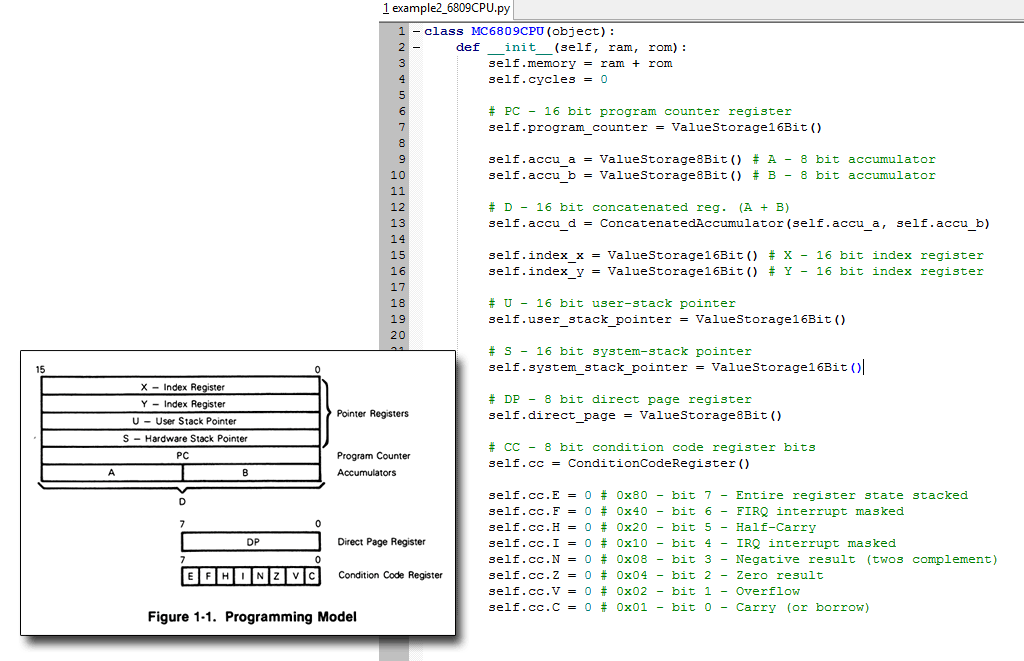 1 example2_6809CPU.py
1 class MC6809CPU(object):
2 def __init__(self, ram, rom):
3 self.memory = ram + rom
4 self.cycles = 0
5
6 # PC - 16 bit program counter register
7 self.program_counter = ValueStorage16Bit()
8
9 self.accu_a = ValueStorage8Bit() # A - 8 bit accumulator
10 self.accu_b = ValueStorage8Bit() # B - 8 bit accumulator
11
12 # D - 16 bit concatenated reg. (A + B)
13 self.accu_d = ConcatenatedAccumulator(self.accu_a, self.accu_b)
14
15 self.index_x = ValueStorage16Bit() # X - 16 bit index register
16 self.index_y = ValueStorage16Bit() # Y - 16 bit index register
17
18 # U - 16 bit user-stack pointer
19 self.user_stack_pointer = ValueStorage16Bit()
20
21 # S - 16 bit system-stack pointer
self.system_stack_pointer = ValueStorage16Bit()
# DP - 8 bit direct page register
self.direct_page = ValueStorage8Bit()
# CC - 8 bit condition code register bits
self.cc = ConditionCodeRegister()
self.cc.E = 0 # 0x80 - bit 7 - Entire register state stacked
self.cc.F = 0 # 0x40 - bit 6 - FIRQ interrupt masked
self.cc.H = 0 # 0x20 - bit 5 - Half-Carry
self.cc.I = 0 # 0x10 - bit 4 - IRQ interrupt masked
self.cc.N = 0 # 0x08 - bit 3 - Negative result (twos complement)
self.cc.Z = 0 # 0x04 - bit 2 - Zero result
self.cc.V = 0 # 0x02 - bit 1 - Overflow
self.cc.C = 0 # 0x01 - bit 0 - Carry (or borrow)
15 0
X — Index Register
Y — Index Register
U — User Stack Pointer
S — Hardware Stack Pointer
Pointer Registers
PC Program Counter
A B Accumulators
D
7 0
DP Direct Page Register
7 0
E F H I N Z V C Condition Code Register
Figure 1-1. Programming Model